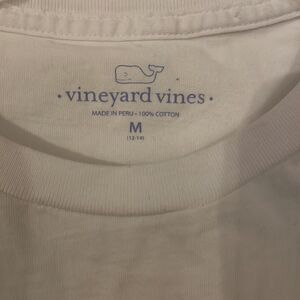 • vineyard vines •
MADE IN PERU • 100% COTTON
M
(12-14)